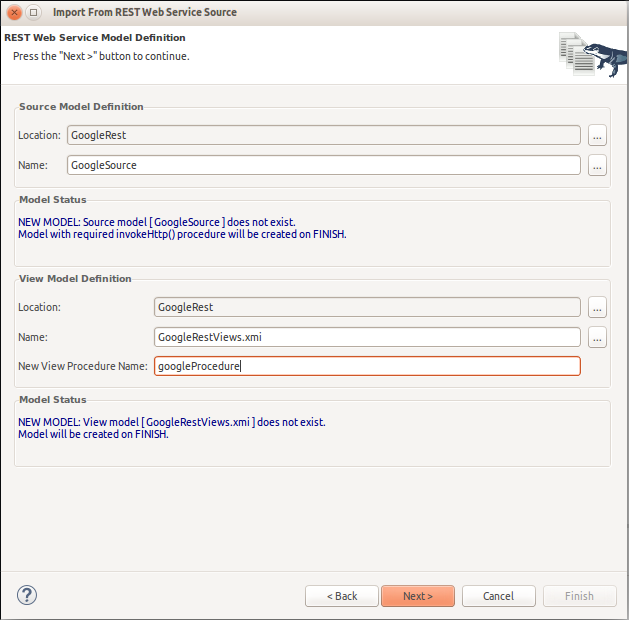 Import From REST Web Service Source
REST Web Service Model Definition
Press the "Next >" button to continue.
Source Model Definition
Location: GoogleRest ...
Name: GoogleSource ...
Model Status
NEW MODEL: Source model [ GoogleSource ] does not exist.
Model with required invokeHttp() procedure will be created on FINISH.
View Model Definition
Location: GoogleRest ...
Name: GoogleRestViews.xmi ...
New View Procedure Name: googleProcedure
Model Status
NEW MODEL: View model [ GoogleRestViews.xmi ] does not exist.
Model will be created on FINISH.
? < Back Next > Cancel Finish